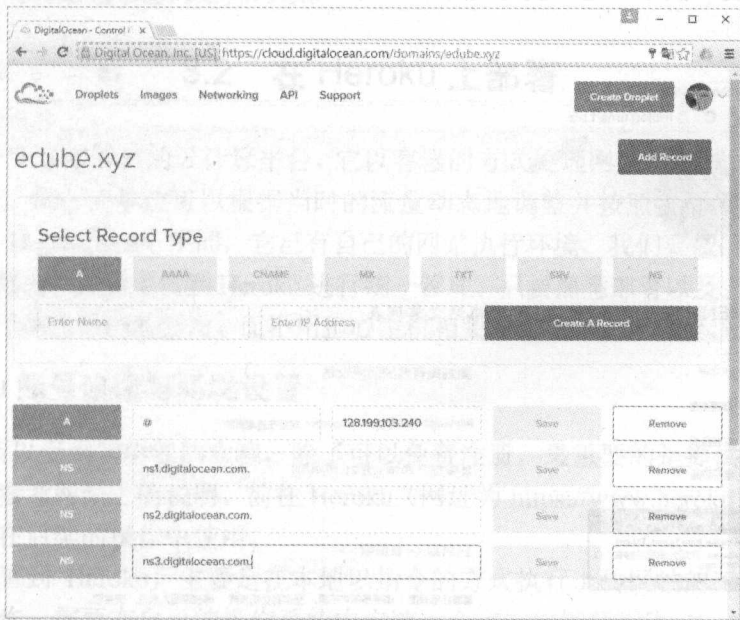 DigitalOcean - Control
Digital Ocean, Inc. [US] https://cloud.digitalocean.com/domains/edube.xyz
Droplets Images Networking API Support Create Droplet
edube.xyz
Add Record
Select Record Type
A AAAA CNAME MX TXT SRV NS
Enter Name Enter IP Address Create A Record
A @ 128.199.103.240 Save Remove
NS ns1.digitalocean.com. Save Remove
NS ns2.digitalocean.com. Save Remove
NS ns3.digitalocean.com. Save Remove